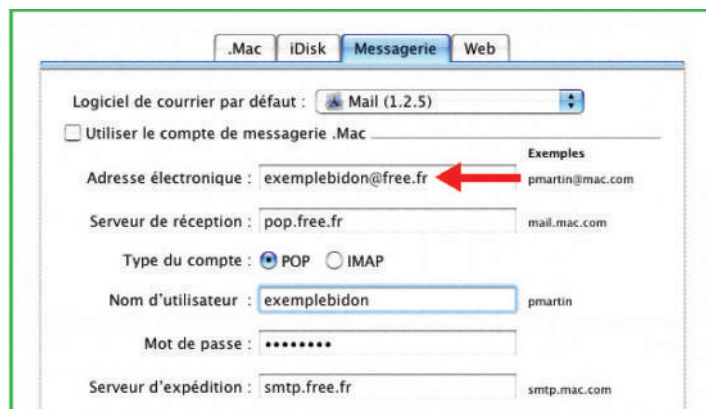 .Mac iDisk Messagerie Web
Logiciel de courrier par défaut : Mail (1.2.5)
Utiliser le compte de messagerie .Mac
Exemples
Adresse électronique : exemplebidon@free.fr pmartin@mac.com
Serveur de réception : pop.free.fr mail.mac.com
Type du compte : POP IMAP
Nom d'utilisateur : exemplebidon pmartin
Mot de passe : ••••••••
Serveur d'expédition : smtp.free.fr smtp.mac.com